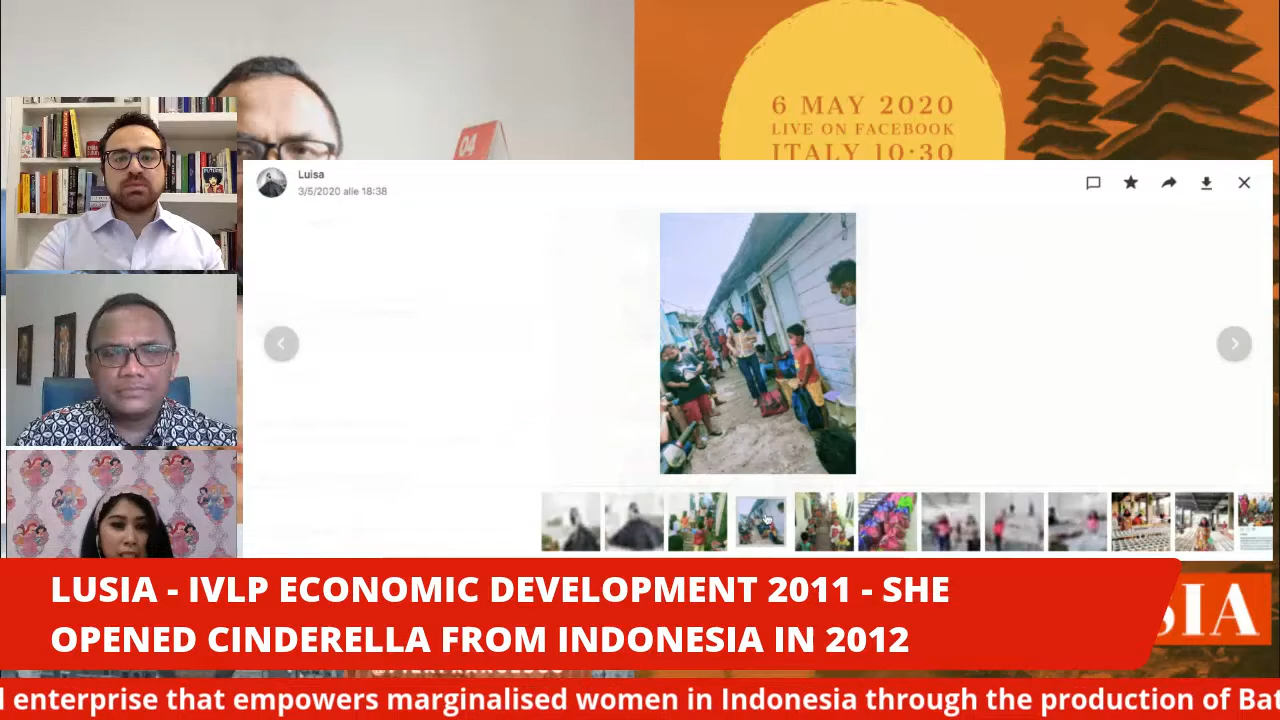 04
6 MAY 2020
LIVE ON FACEBOOK
ITALY 10:30
Luisa
3/5/2020 alle 18:38
LUSIA - IVLP ECONOMIC DEVELOPMENT 2011 - SHE
OPENED CINDERELLA FROM INDONESIA IN 2012
SIA
enterprise that empowers marginalised women in Indonesia through the production of Bat